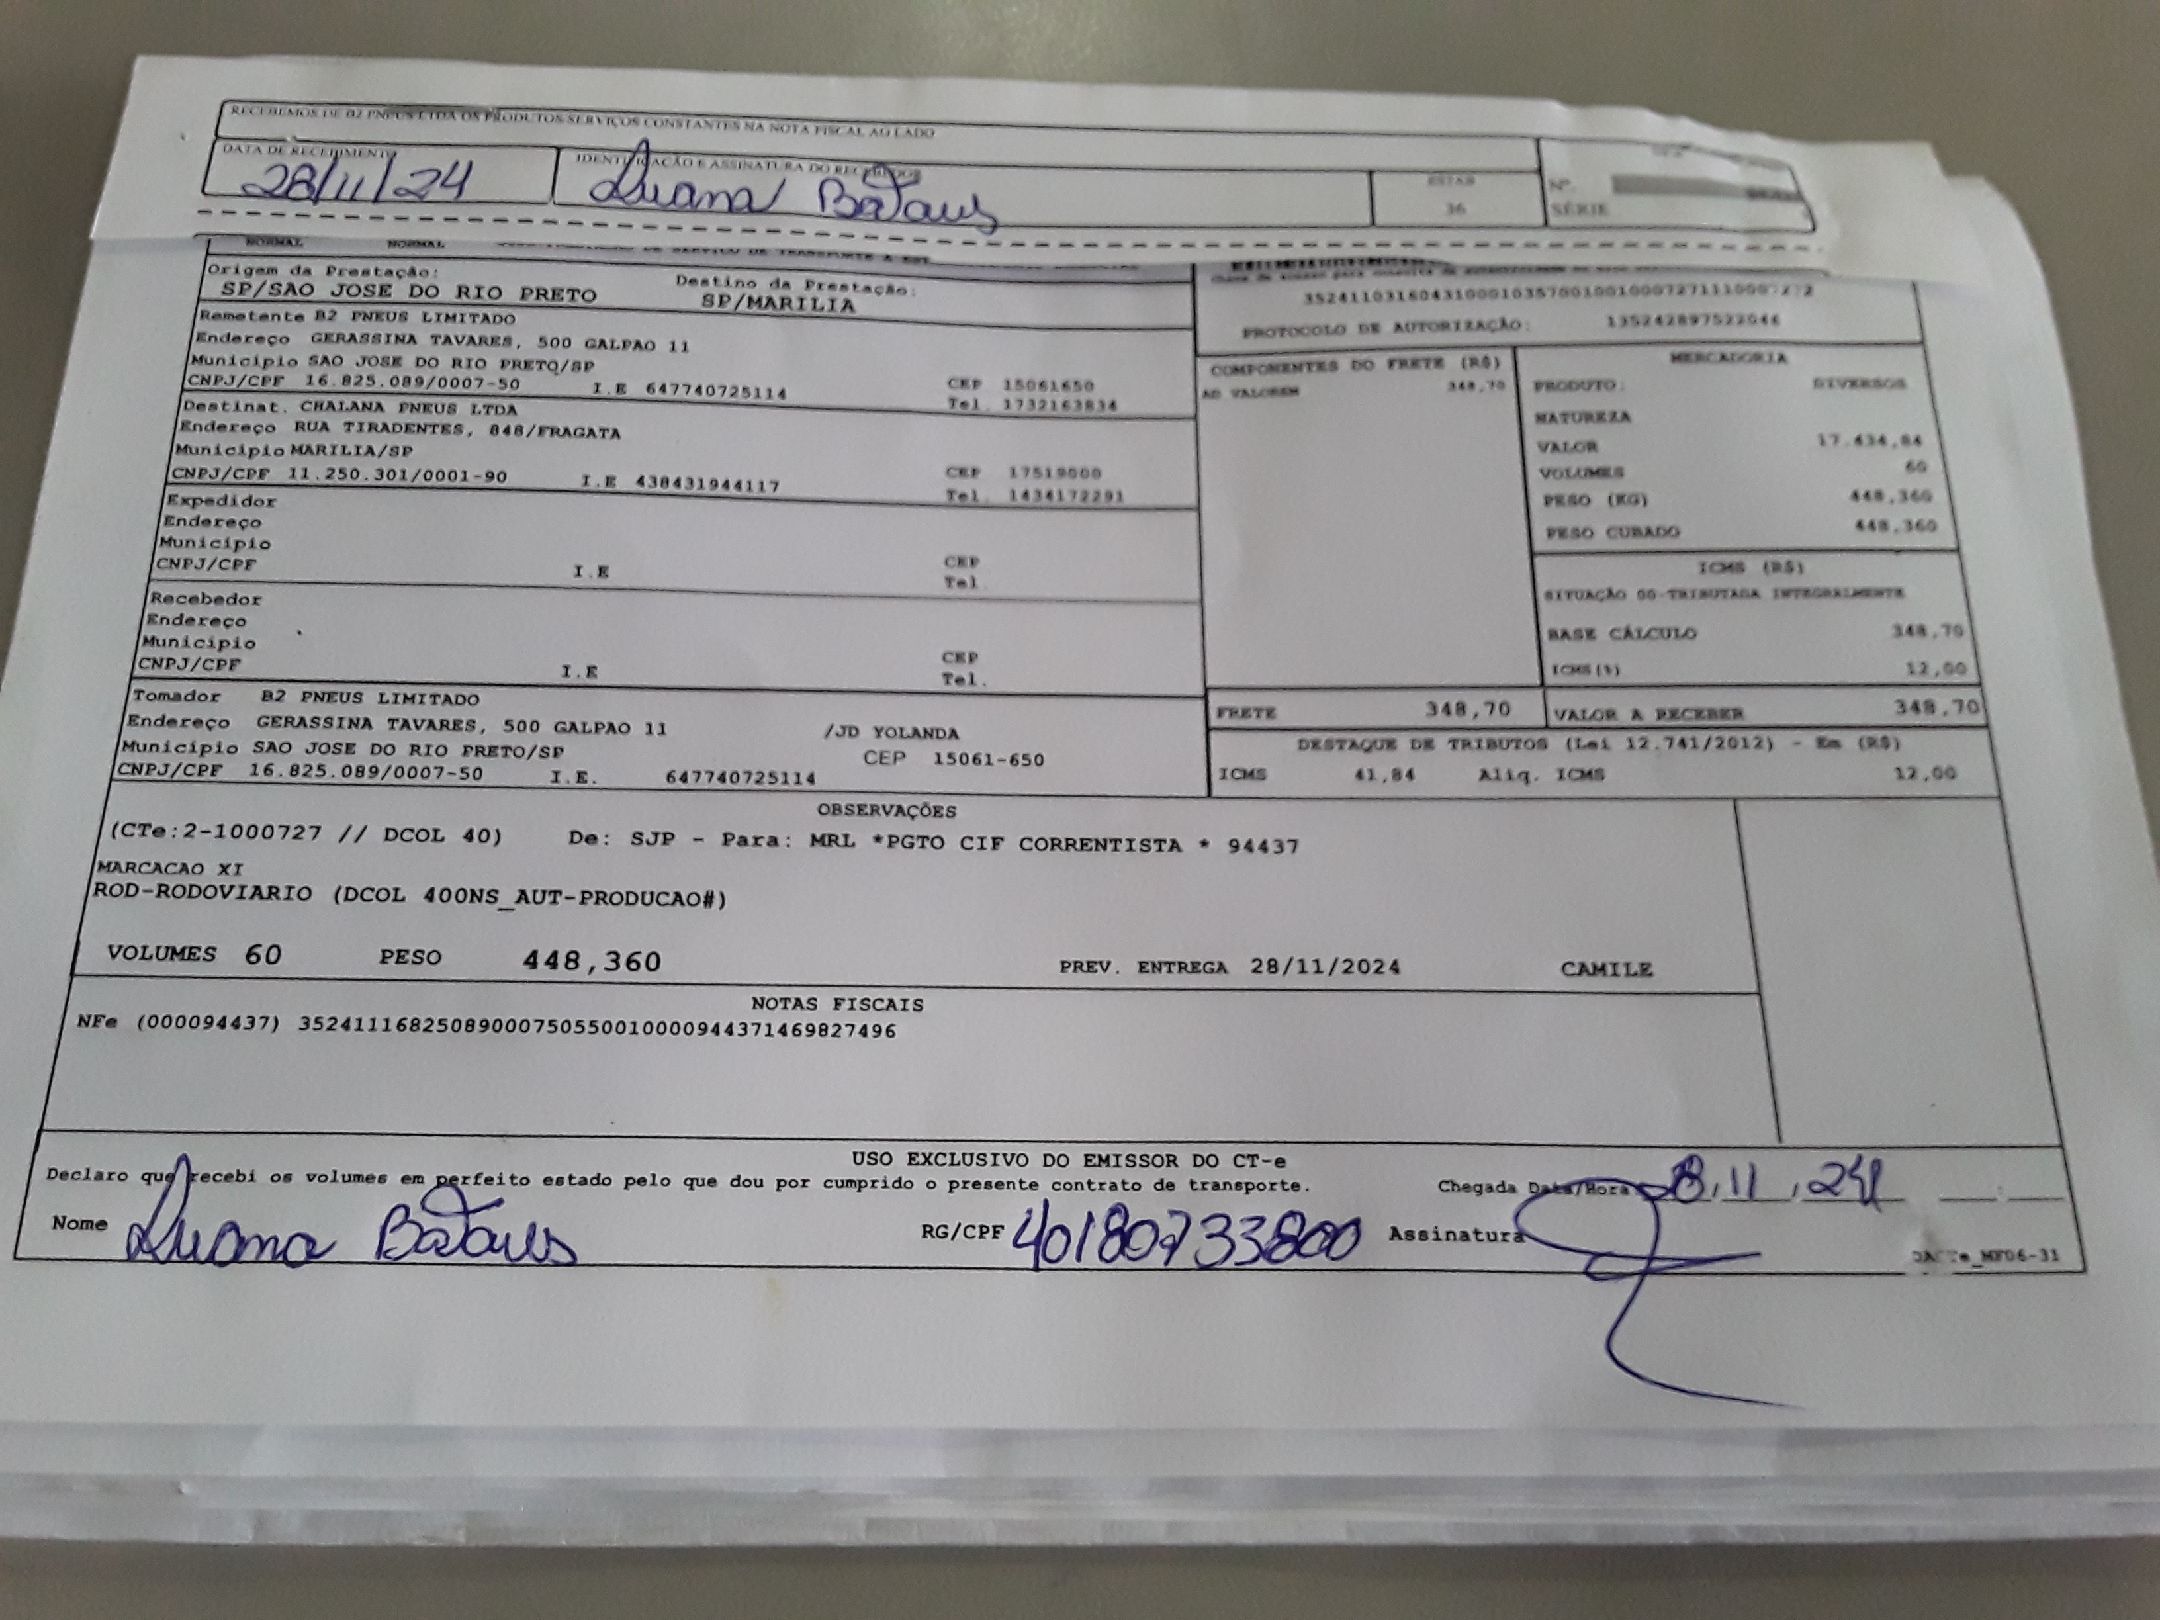 RECEBEMOS DE B2 PNEUS LTDA OS PRODUTOS SERVIÇOS CONSTANTES NA NOTA FISCAL AO LADO
DATA DE RECEBIMENTO
28/11/24
IDENTIFICAÇÃO E ASSINATURA DO RECEBEDOR
Luana
36
Nº.
SÉRIE
NORMAL NORMAL
Origem da Prestação: Destino da Prestação:
SP/SAO JOSE DO RIO PRETO SP/MARILIA
Remetente B2 PNEUS LIMITADO
Endereço GERASSINA TAVARES, 500 GALPAO 11
Município SAO JOSE DO RIO PRETO/SP
CNPJ/CPF 16.825.089/0007-50 I.E 647740725114 CEP 15061650
Tel. 1732163834
Destinat. CHALANA PNEUS LTDA
Endereço RUA TIRADENTES, 848/FRAGATA
Município MARILIA/SP
CNPJ/CPF 11.250.301/0001-90 I.E 438431944117 CEP 17519000
Tel. 1434172291
Expedidor
Endereço
Município
CNPJ/CPF I.E CEP
Tel.
Recebedor
Endereço
Município
CNPJ/CPF I.E CEP
Tel.
Tomador B2 PNEUS LIMITADO
Endereço GERASSINA TAVARES, 500 GALPAO 11 /JD YOLANDA
Município SAO JOSE DO RIO PRETO/SP CEP 15061-650
CNPJ/CPF 16.825.089/0007-50 I.E. 647740725114
PROTOCOLO DE AUTORIZAÇÃO: 135242897522046
COMPONENTES DO FRETE (R$)
AD VALOREM 348,70
MERCADORIA
PRODUTO: DIVERSOS
NATUREZA
VALOR 17.434,84
VOLUMES 60
PESO (KG) 448,360
PESO CUBADO 448.360
ICMS (R$)
SITUAÇÃO 00-TRIBUTADA INTEGRALMENTE
BASE CÁLCULO 348,70
ICMS(%) 12,00
FRETE 348,70 VALOR A RECEBER 348,70
DESTAQUE DE TRIBUTOS (Lei 12.741/2012) - Em (R$)
ICMS 41,84 Aliq. ICMS 12,00
OBSERVAÇÕES
(CTe:2-1000727 // DCOL 40) De: SJP - Para: MRL *PGTO CIF CORRENTISTA * 94437
MARCACAO XI
ROD-RODOVIARIO (DCOL 400NS_AUT-PRODUCAO#)
VOLUMES 60 PESO 448,360 PREV. ENTREGA 28/11/2024 CAMILE
NOTAS FISCAIS
NFe (000094437) 35241116825089000750550010000944371469827496
USO EXCLUSIVO DO EMISSOR DO CT-e
Declaro que recebi os volumes em perfeito estado pelo que dou por cumprido o presente contrato de transporte. Chegada Data/Hora 28,11,24
Nome Luana RG/CPF 40180733800 Assinatura